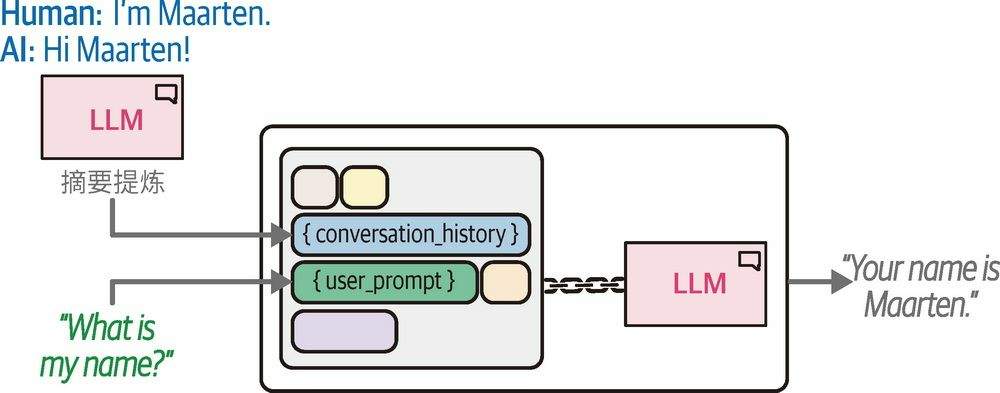 Human: I'm Maarten.
AI: Hi Maarten!
LLM
摘要提炼
{ conversation_history }
{ user_prompt }
"What is
my name?"
LLM
"Your name is
Maarten."